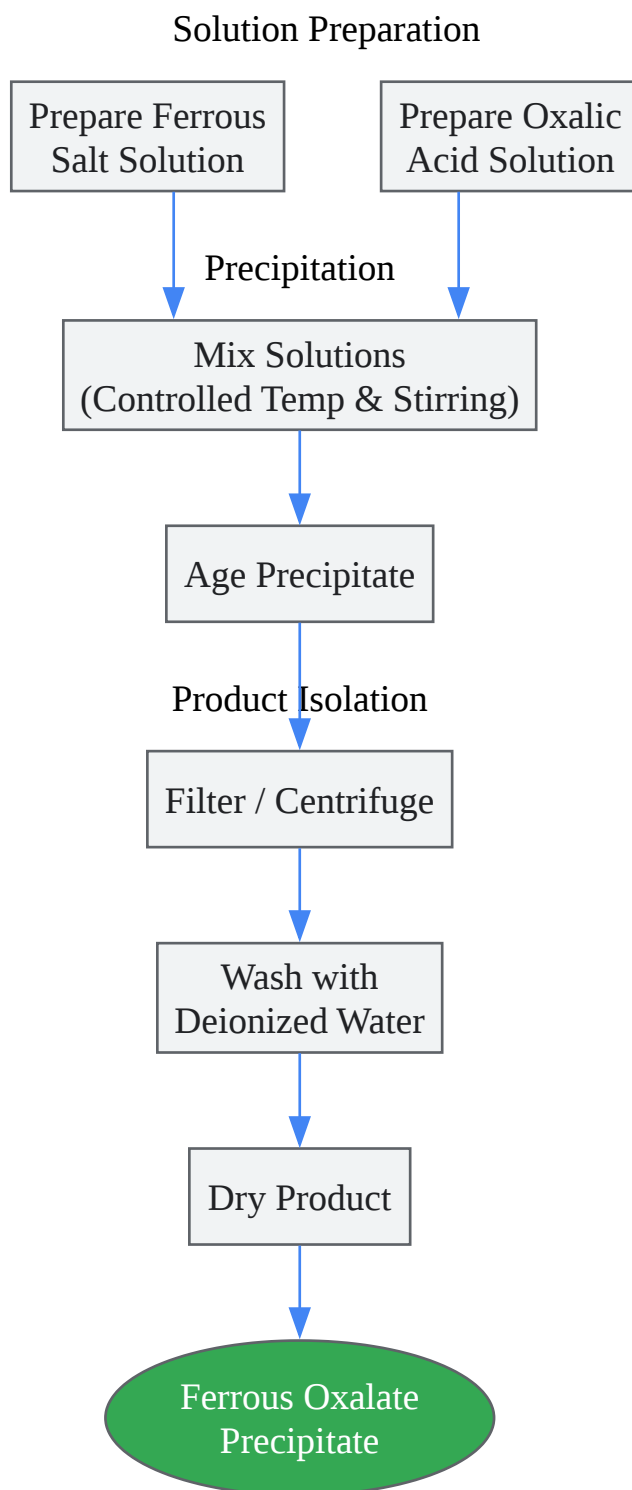 Solution Preparation
Prepare Ferrous
Salt Solution
Prepare Oxalic
Acid Solution
Precipitation
Mix Solutions
(Controlled Temp & Stirring)
Age Precipitate
Product Isolation
Filter / Centrifuge
Wash with
Deionized Water
Dry Product
Ferrous Oxalate
Precipitate